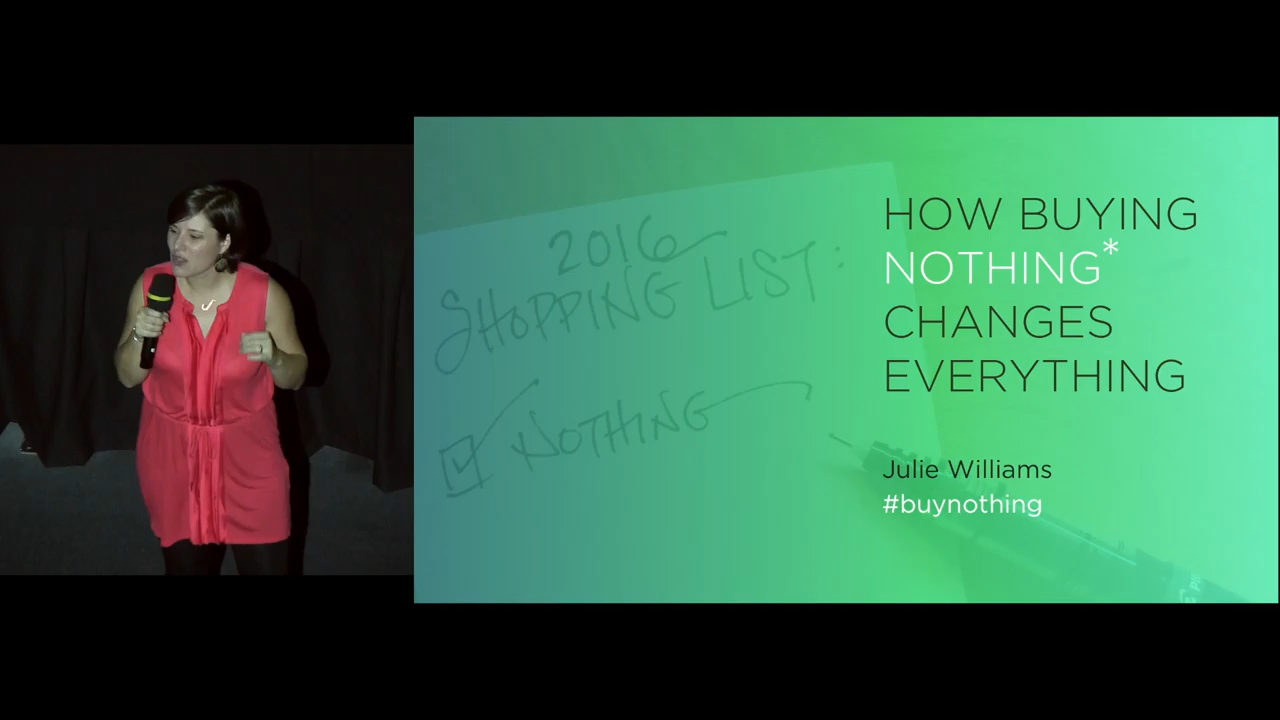 2016
SHOPPING LIST:
NOTHING
HOW BUYING
NOTHING*
CHANGES
EVERYTHING
Julie Williams
#buynothing